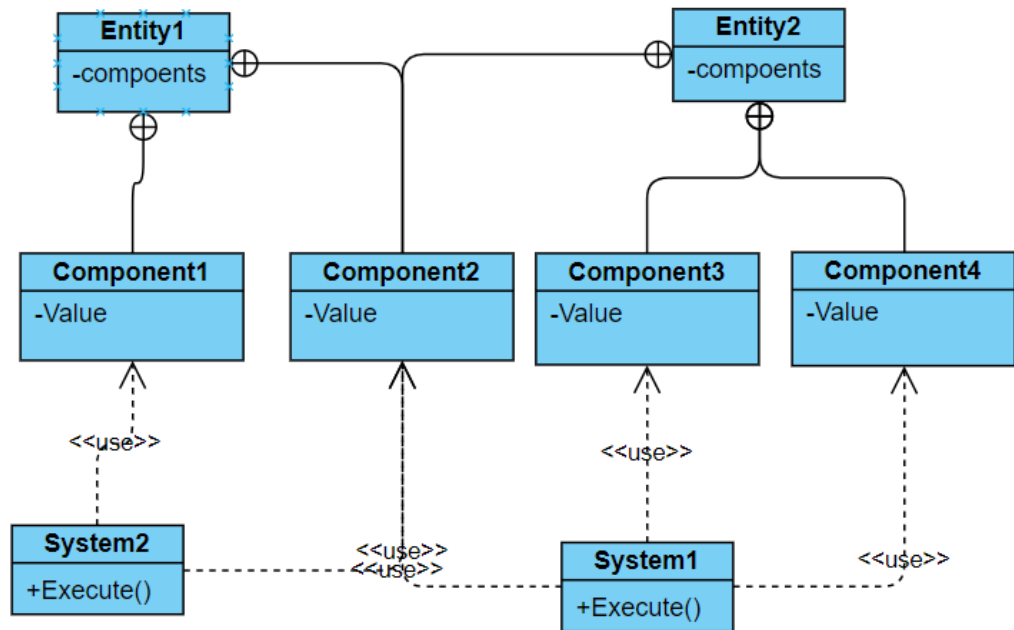 Entity1
-compoents
Entity2
-compoents
Component1
-Value
Component2
-Value
Component3
-Value
Component4
-Value
<<use>>
<<use>>
<<use>>
<<use>>
<<use>>
System2
+Execute()
System1
+Execute()